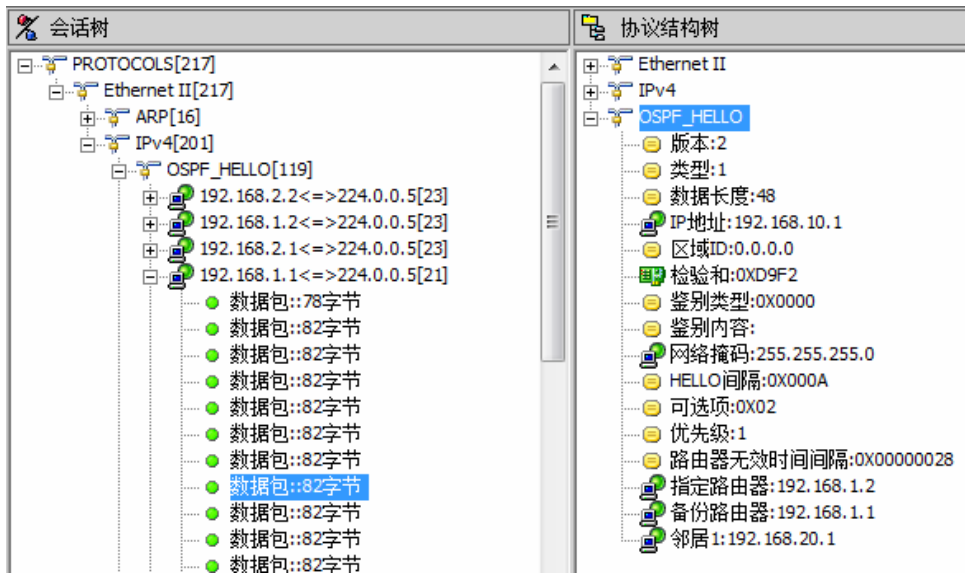 会话树
PROTOCOLS[217]
Ethernet II[217]
ARP[16]
IPv4[201]
OSPF_HELLO[119]
192.168.2.2<=>224.0.0.5[23]
192.168.1.2<=>224.0.0.5[23]
192.168.2.1<=>224.0.0.5[23]
192.168.1.1<=>224.0.0.5[21]
数据包::78字节
数据包::82字节
数据包::82字节
数据包::82字节
数据包::82字节
数据包::82字节
数据包::82字节
数据包::82字节
数据包::82字节
数据包::82字节
数据包::82字节
协议结构树
Ethernet II
IPv4
OSPF_HELLO
版本:2
类型:1
数据长度:48
IP地址:192.168.10.1
区域ID:0.0.0.0
检验和:0XD9F2
鉴别类型:0X0000
鉴别内容:
网络掩码:255.255.255.0
HELLO间隔:0X000A
可选项:0X02
优先级:1
路由器无效时间间隔:0X00000028
指定路由器:192.168.1.2
备份路由器:192.168.1.1
邻居1:192.168.20.1